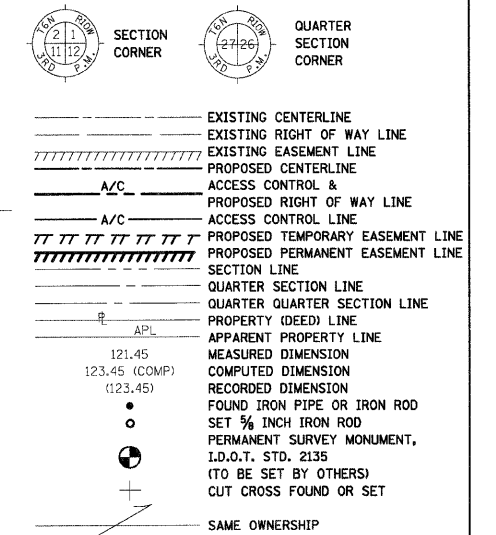 T6N R10W
2 1
11 12
3RD P.M.
SECTION
CORNER
T6N R10W
27 26
3RD P.M.
QUARTER
SECTION
CORNER
EXISTING CENTERLINE
EXISTING RIGHT OF WAY LINE
EXISTING EASEMENT LINE
PROPOSED CENTERLINE
A/C ACCESS CONTROL &
PROPOSED RIGHT OF WAY LINE
A/C ACCESS CONTROL LINE
PROPOSED TEMPORARY EASEMENT LINE
PROPOSED PERMANENT EASEMENT LINE
SECTION LINE
QUARTER SECTION LINE
QUARTER QUARTER SECTION LINE
PL PROPERTY (DEED) LINE
APL APPARENT PROPERTY LINE
121.45 MEASURED DIMENSION
123.45 (COMP) COMPUTED DIMENSION
(123.45) RECORDED DIMENSION
FOUND IRON PIPE OR IRON ROD
SET 5/8 INCH IRON ROD
PERMANENT SURVEY MONUMENT,
I.D.O.T. STD. 2135
(TO BE SET BY OTHERS)
CUT CROSS FOUND OR SET
SAME OWNERSHIP